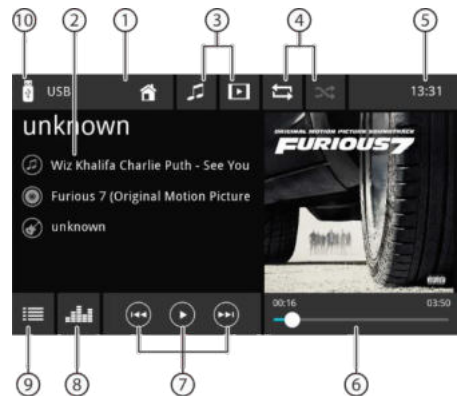 10 2 1 3 4 5
USB 13:31
unknown
Wiz Khalifa Charlie Puth - See You
Furious 7 (Original Motion Picture
unknown
ORIGINAL MOTION PICTURE SOUNDTRACK
FURIOUS 7
00:16 03:50
9 8 7 6